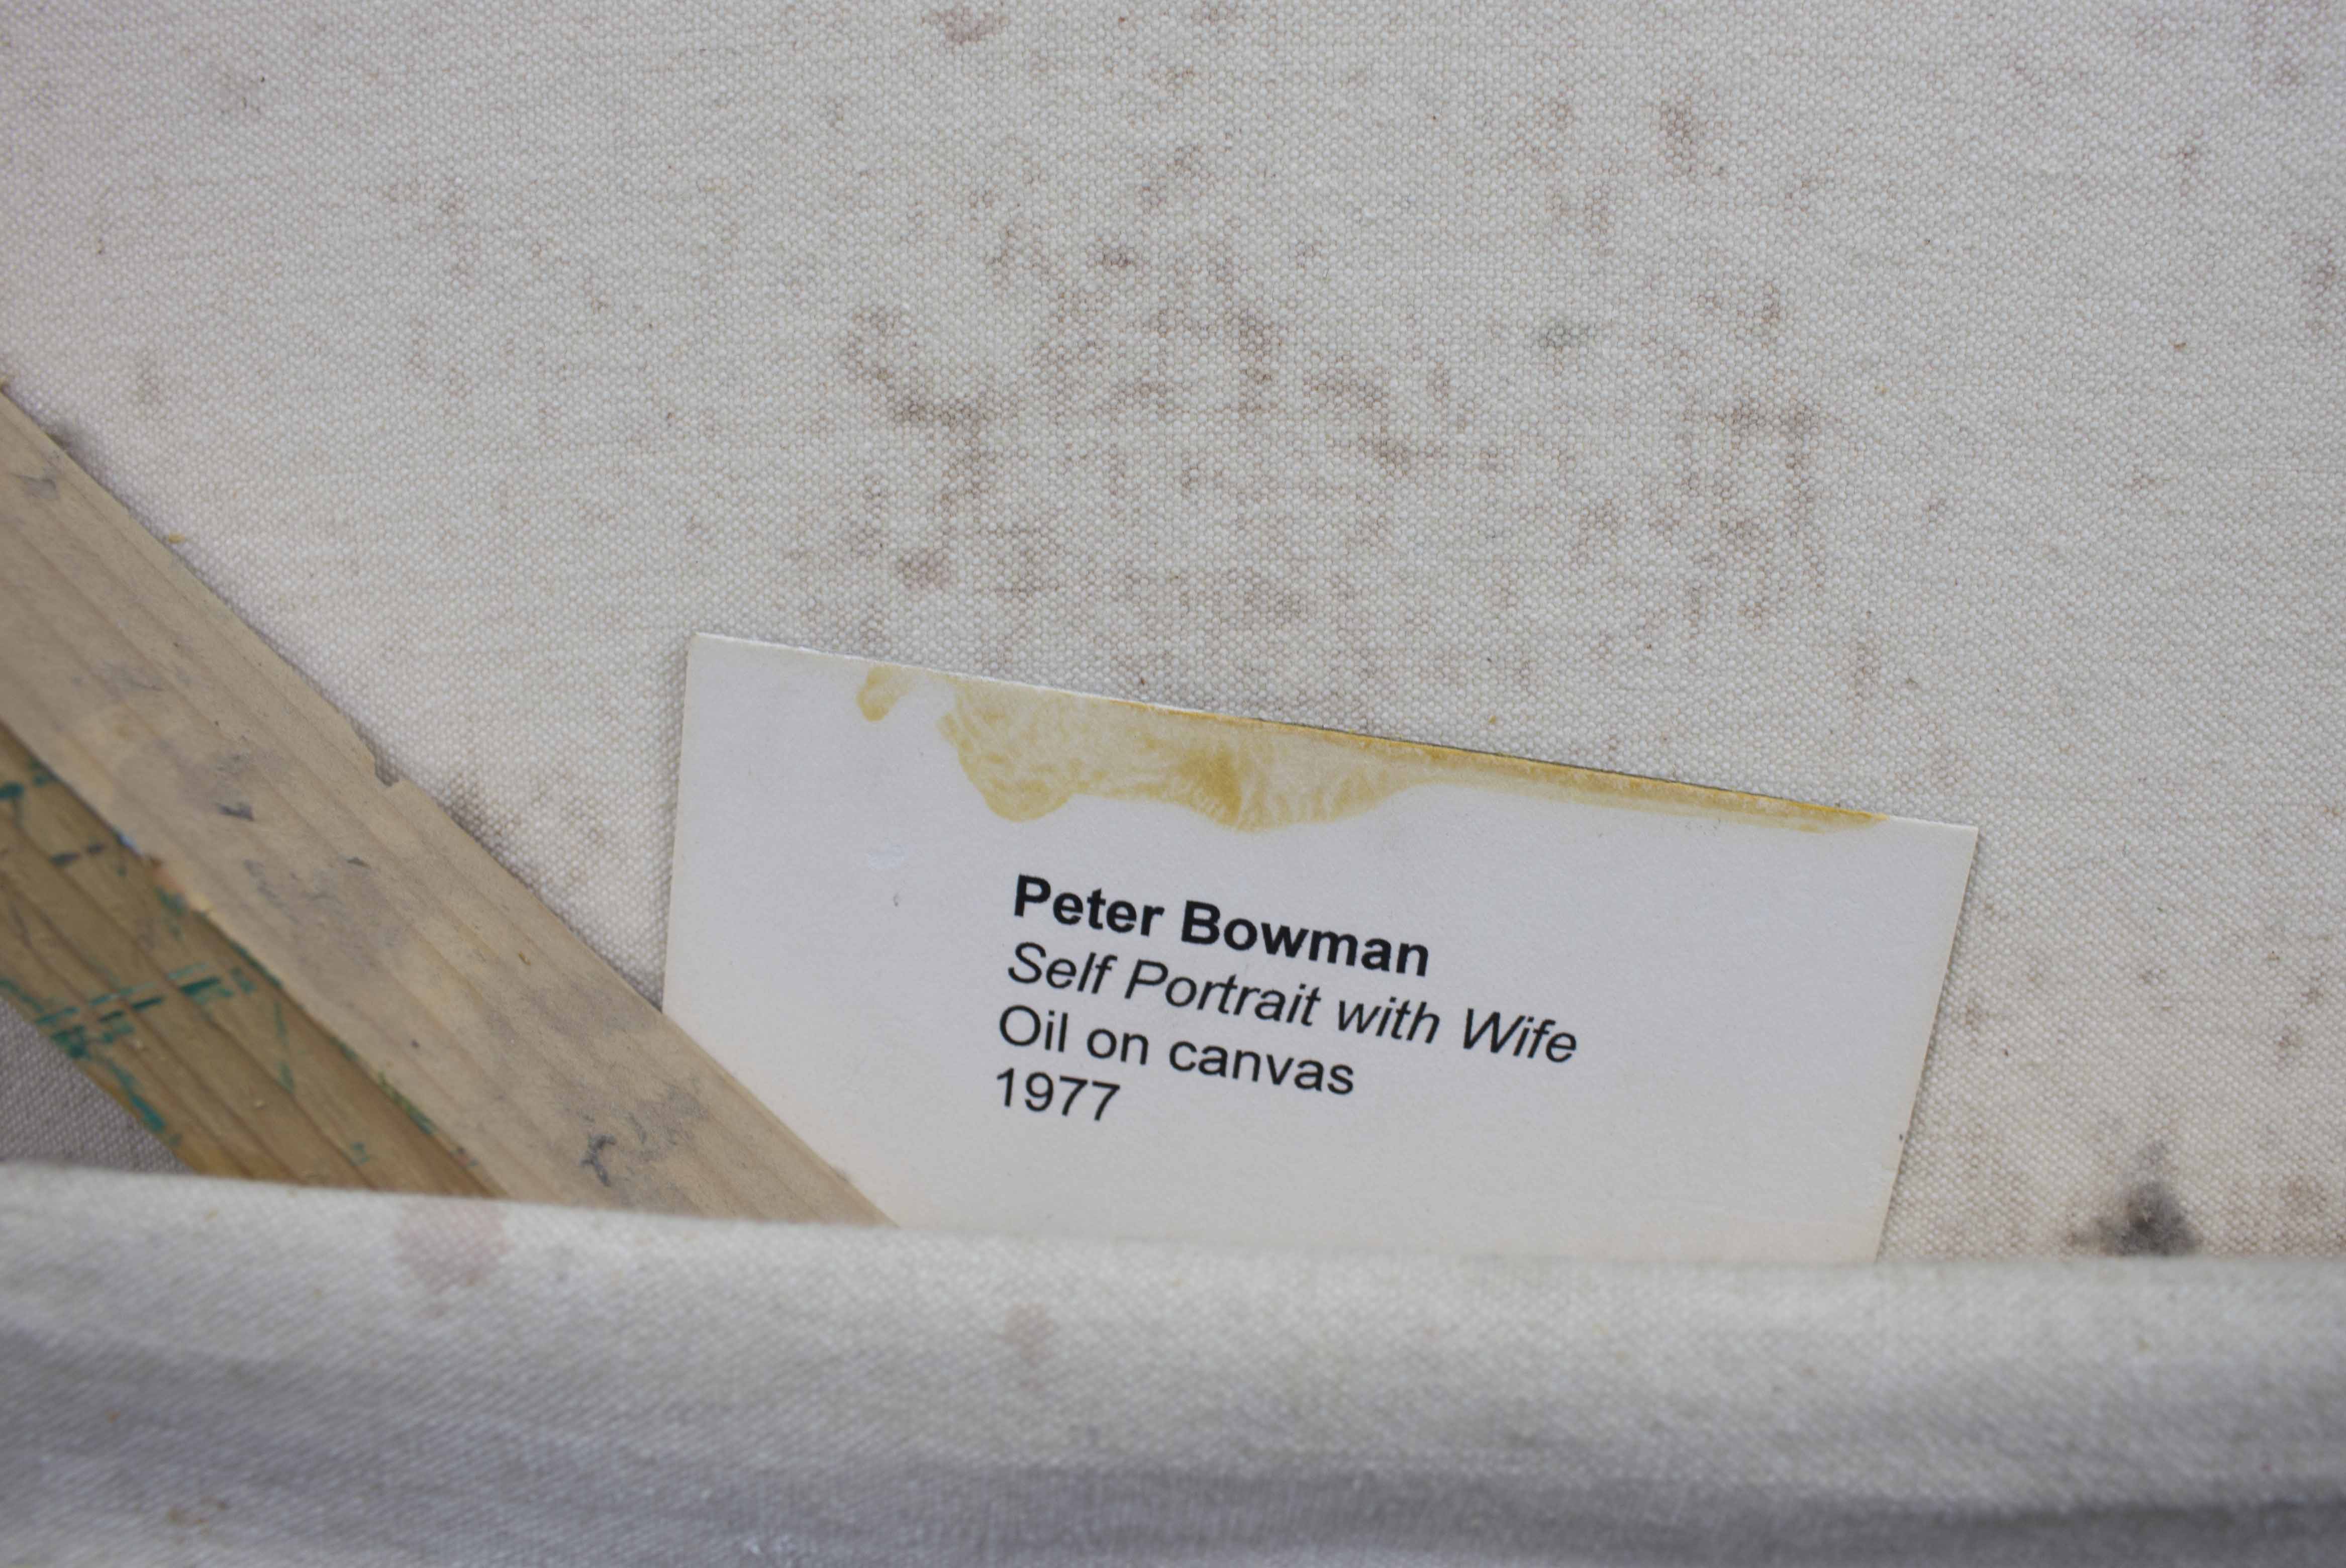 Peter Bowman
Self Portrait with Wife
Oil on canvas
1977